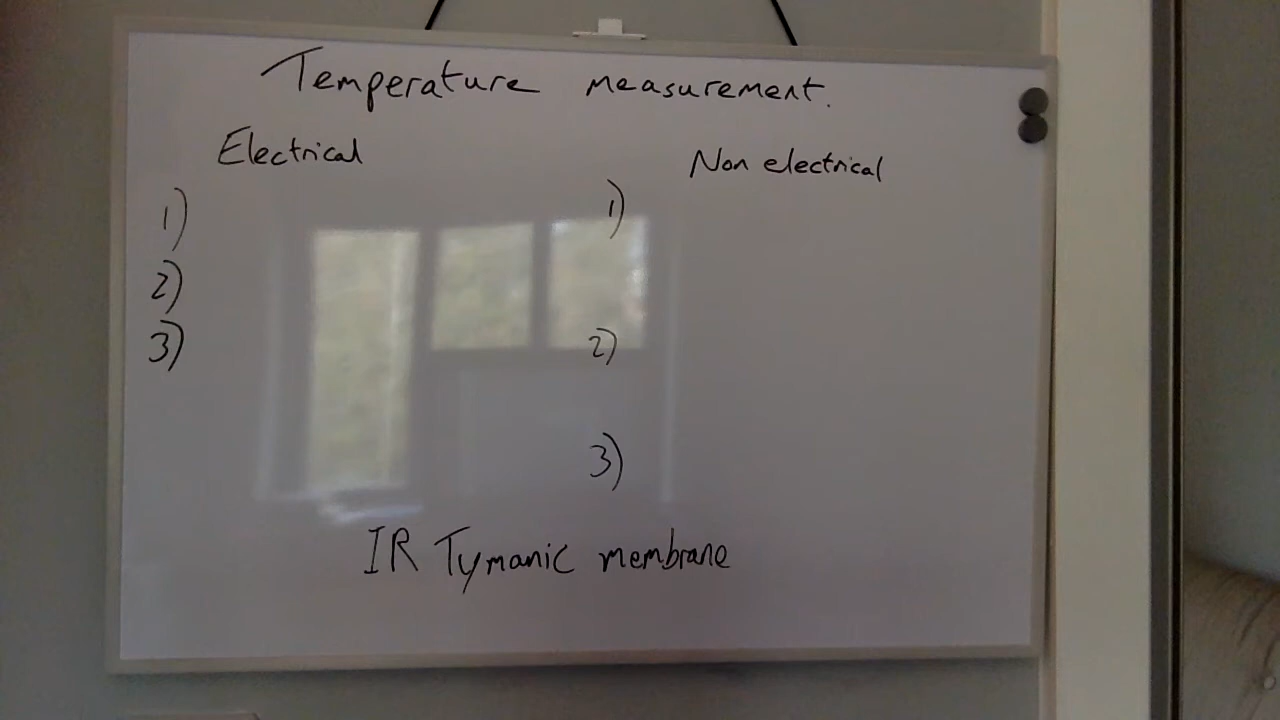 Temperature measurement.
Electrical
Non electrical
1)
2)
3)
1)
2)
3)
IR Tymanic membrane